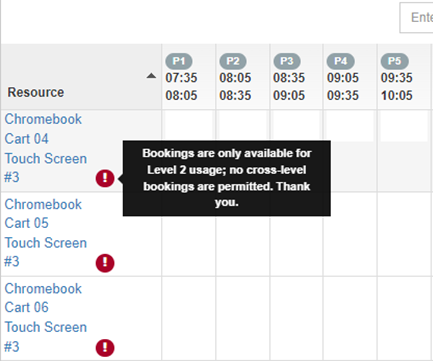 Ente
P1 P2 P3 P4 P5
Resource
07:35 08:05 08:35 09:05 09:35
08:05 08:35 09:05 09:35 10:05
Chromebook
Cart 04
Touch Screen
#3
Bookings are only available for
Level 2 usage; no cross-level
bookings are permitted. Thank
you.
Chromebook
Cart 05
Touch Screen
#3
Chromebook
Cart 06
Touch Screen
#3